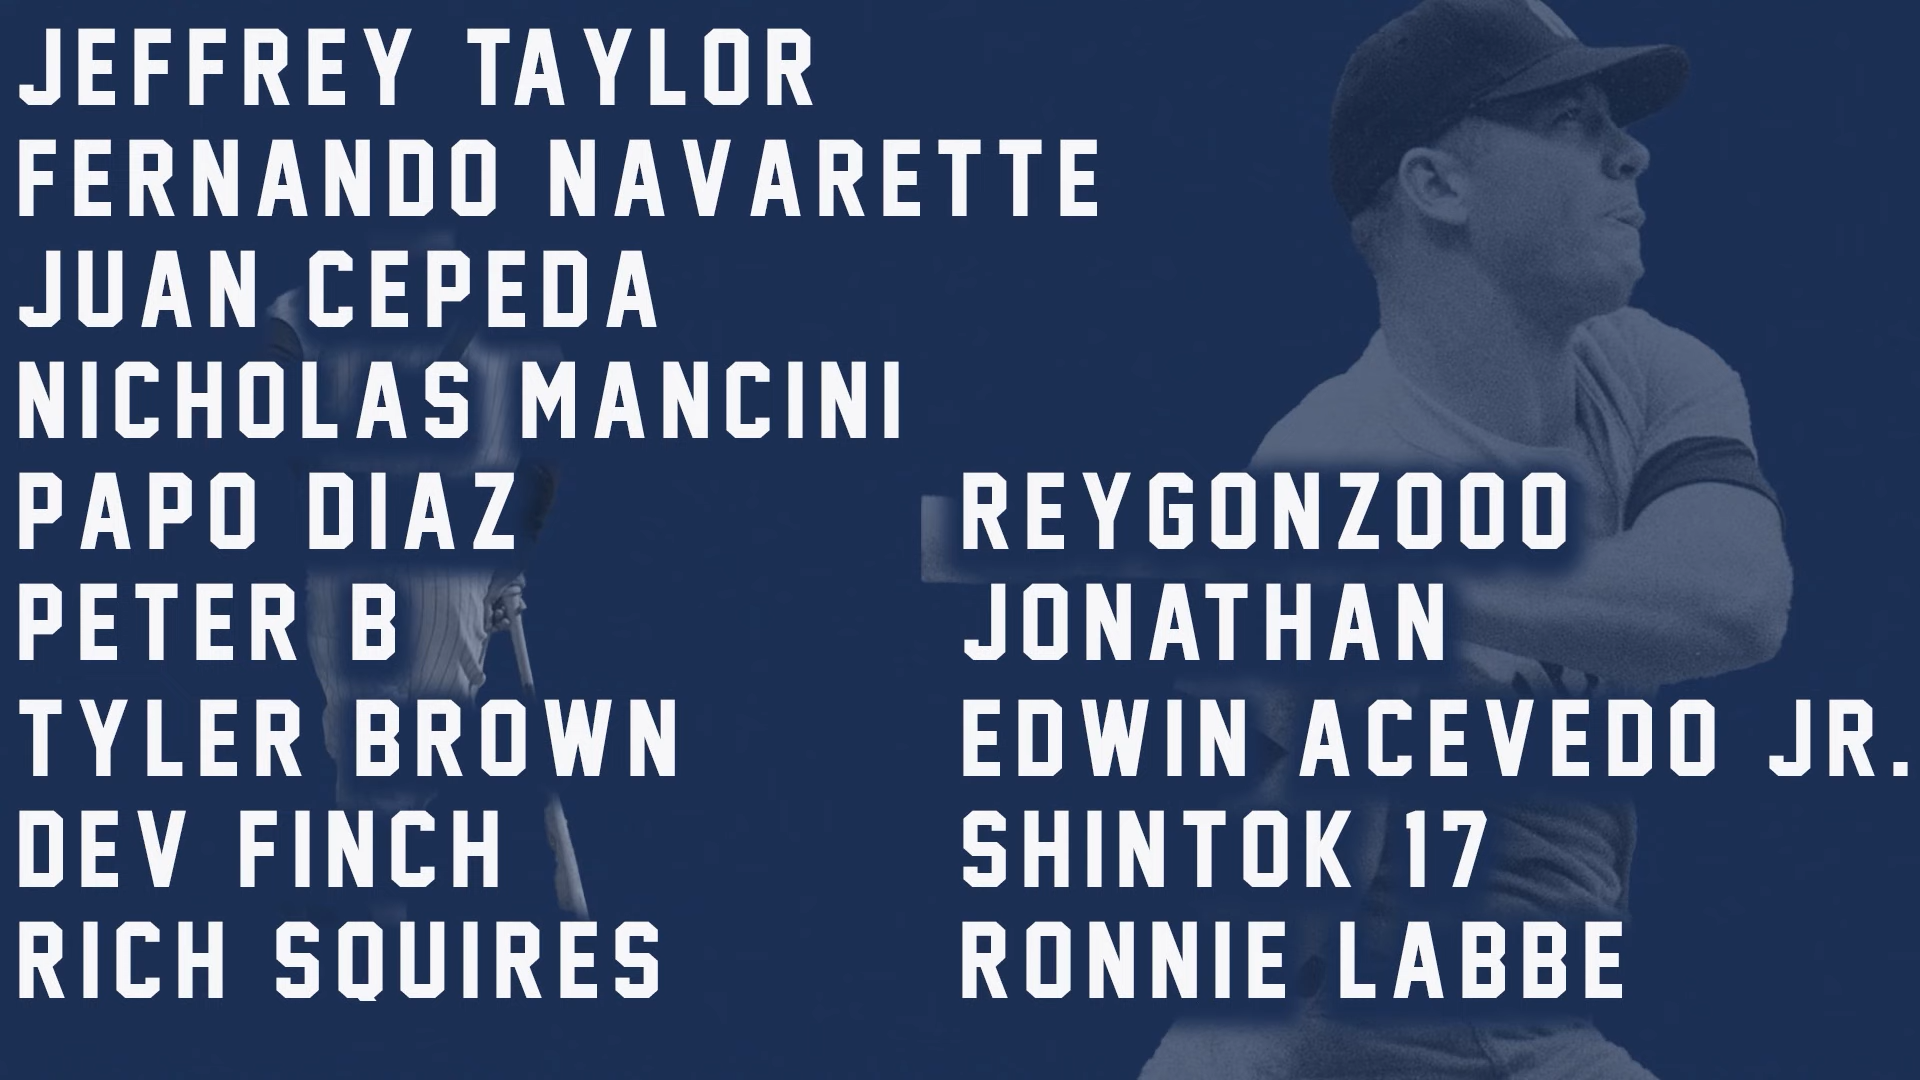 JEFFREY TAYLOR
FERNANDO NAVARETTE
JUAN CEPEDA
NICHOLAS MANCINI
PAPO DIAZ
PETER B
TYLER BROWN
DEV FINCH
RICH SQUIRES
REYGONZOOO
JONATHAN
EDWIN ACEVEDO JR.
SHINTOK 17
RONNIE LABBE